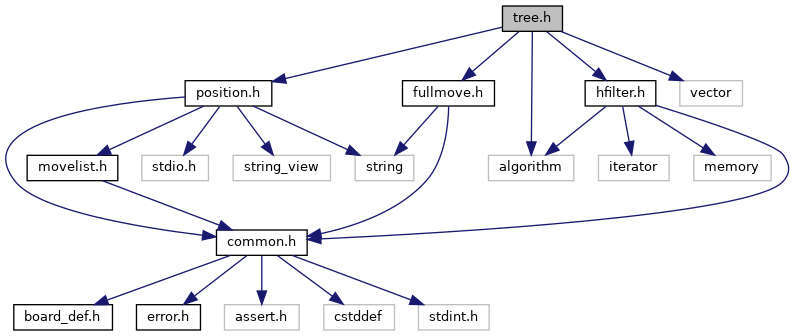 tree.h
position.h
fullmove.h
hfilter.h
vector
movelist.h
stdio.h
string_view
string
algorithm
iterator
memory
common.h
board_def.h
error.h
assert.h
cstddef
stdint.h